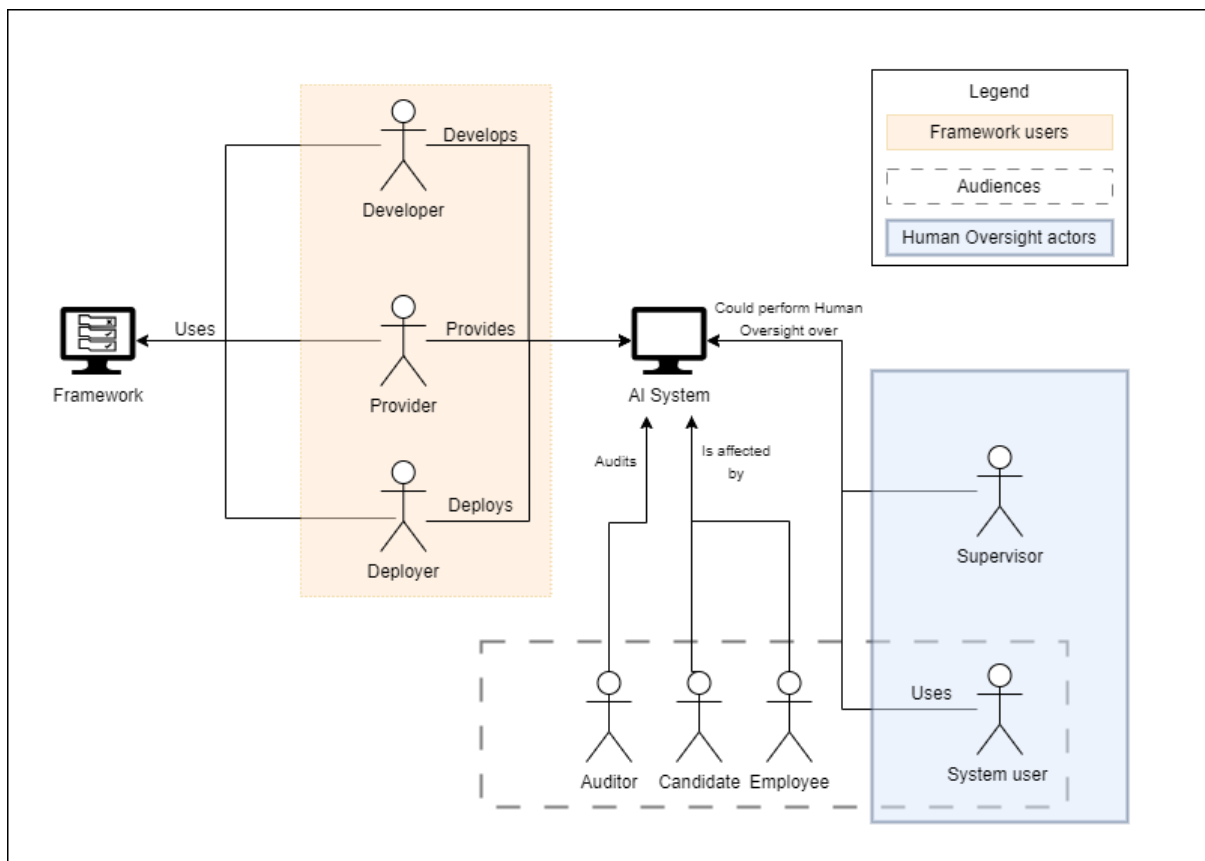 Legend
Framework users
Audiences
Human Oversight actors
Develops
Developer
Uses
Framework
Provides
Provider
Deploys
Deployer
AI System
Could perform Human
Oversight over
Audits
Is affected
by
Supervisor
Uses
System user
Auditor
Candidate
Employee